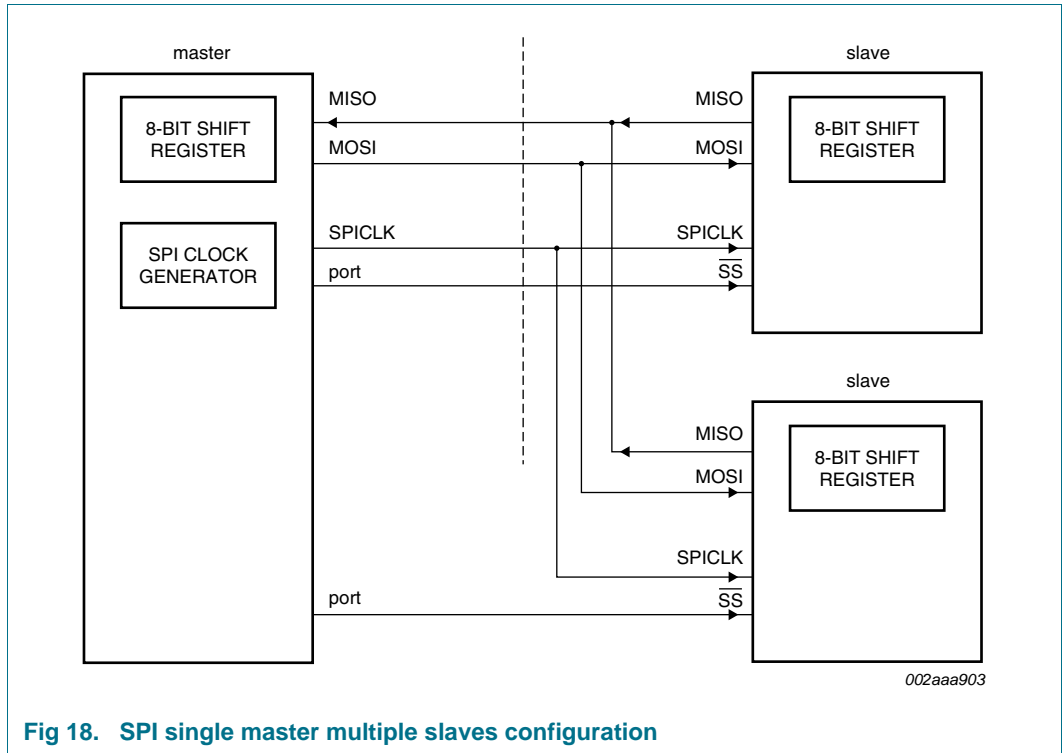 master
slave
MISO
MISO
8-BIT SHIFT
REGISTER
8-BIT SHIFT
REGISTER
MOSI
MOSI
SPICLK
SPICLK
SPI CLOCK
GENERATOR
port
SS
slave
MISO
8-BIT SHIFT
REGISTER
MOSI
SPICLK
port
SS
002aaa903
Fig 18. SPI single master multiple slaves configuration